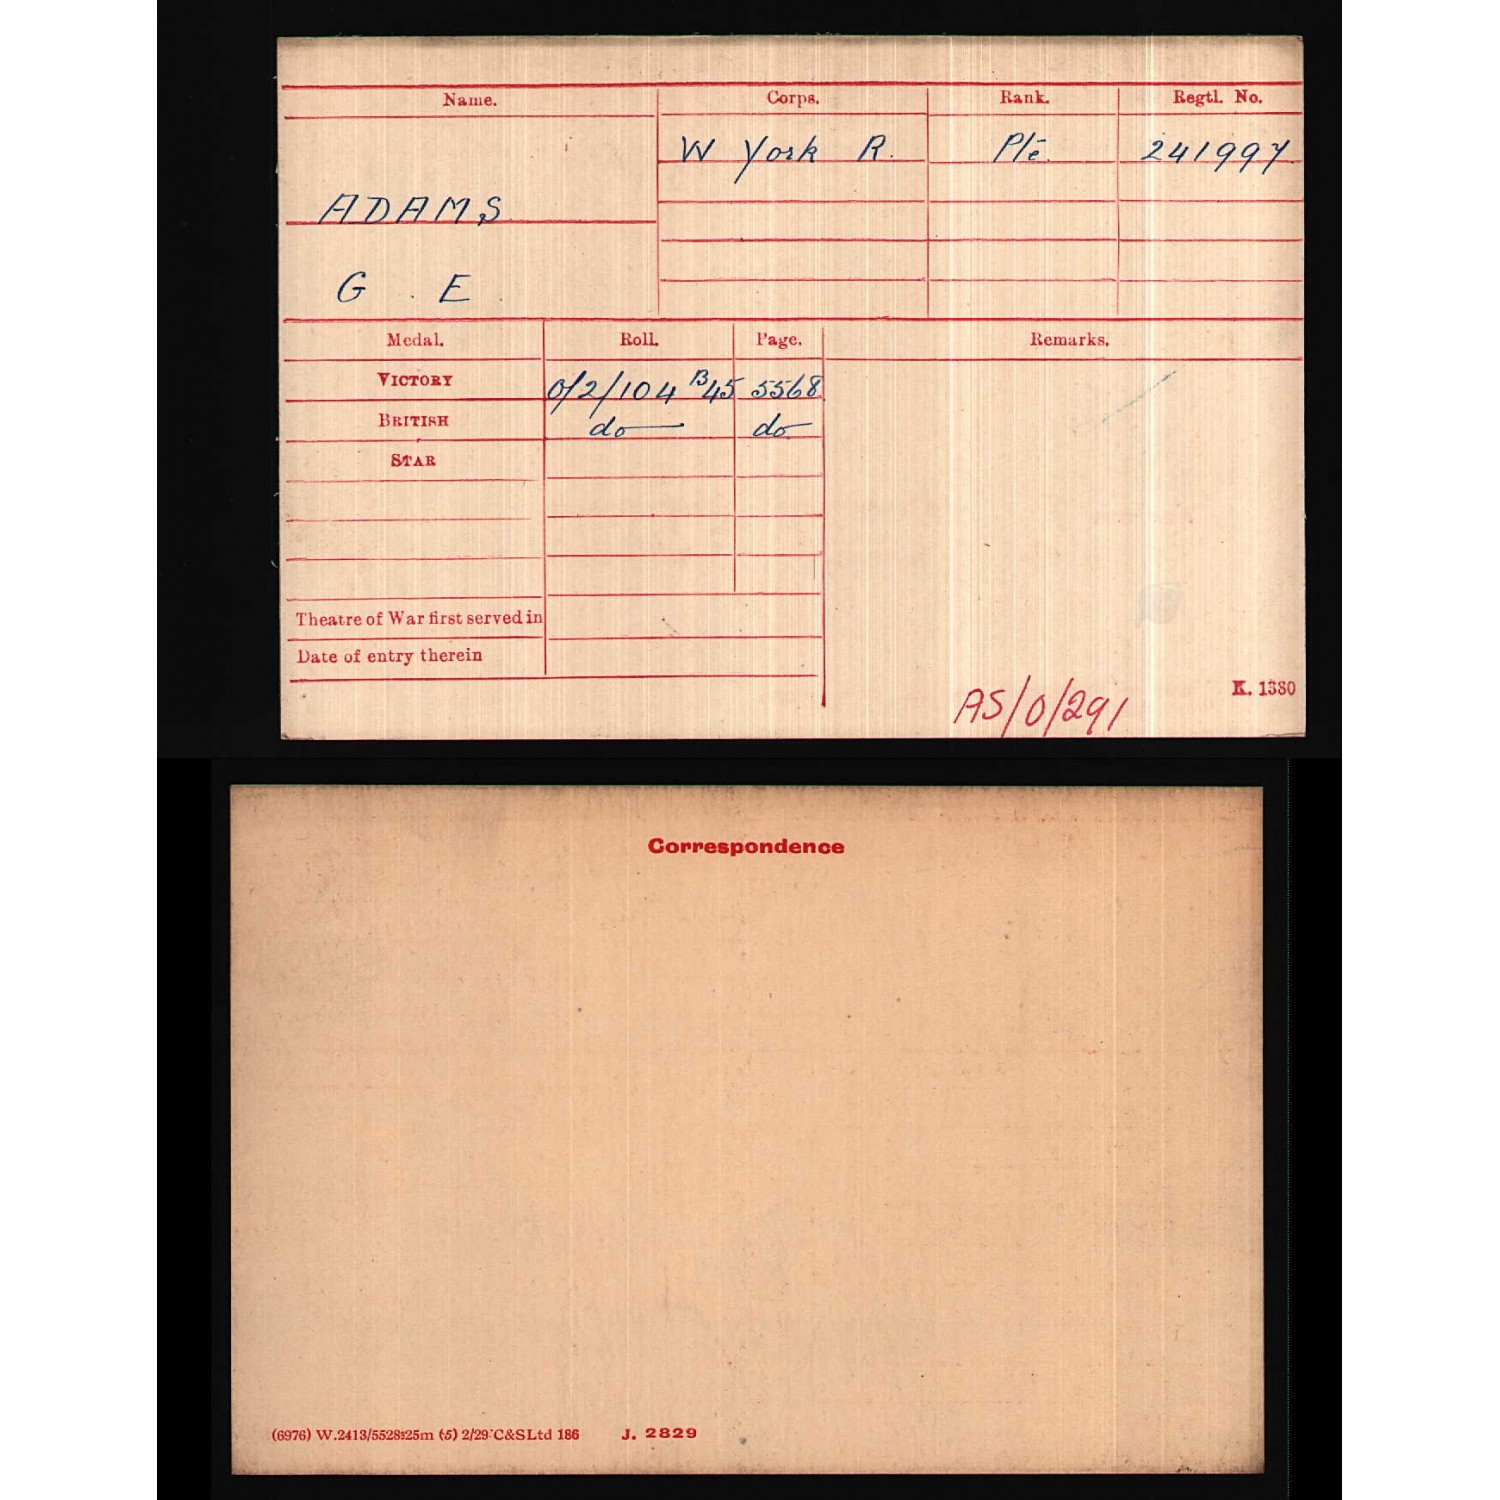 Name. Corps. Rank. Regtl. No.
W York R. Pte. 241997
ADAMS
G. E.
Medal. Roll. Page. Remarks.
VICTORY O/2/104 B45 5568
BRITISH do do
STAR
Theatre of War first served in
Date of entry therein
K. 1380
AS/0/291
Correspondence
(6976) W.2413/5528 25m (5) 2/29 C&S Ltd 186 J. 2829